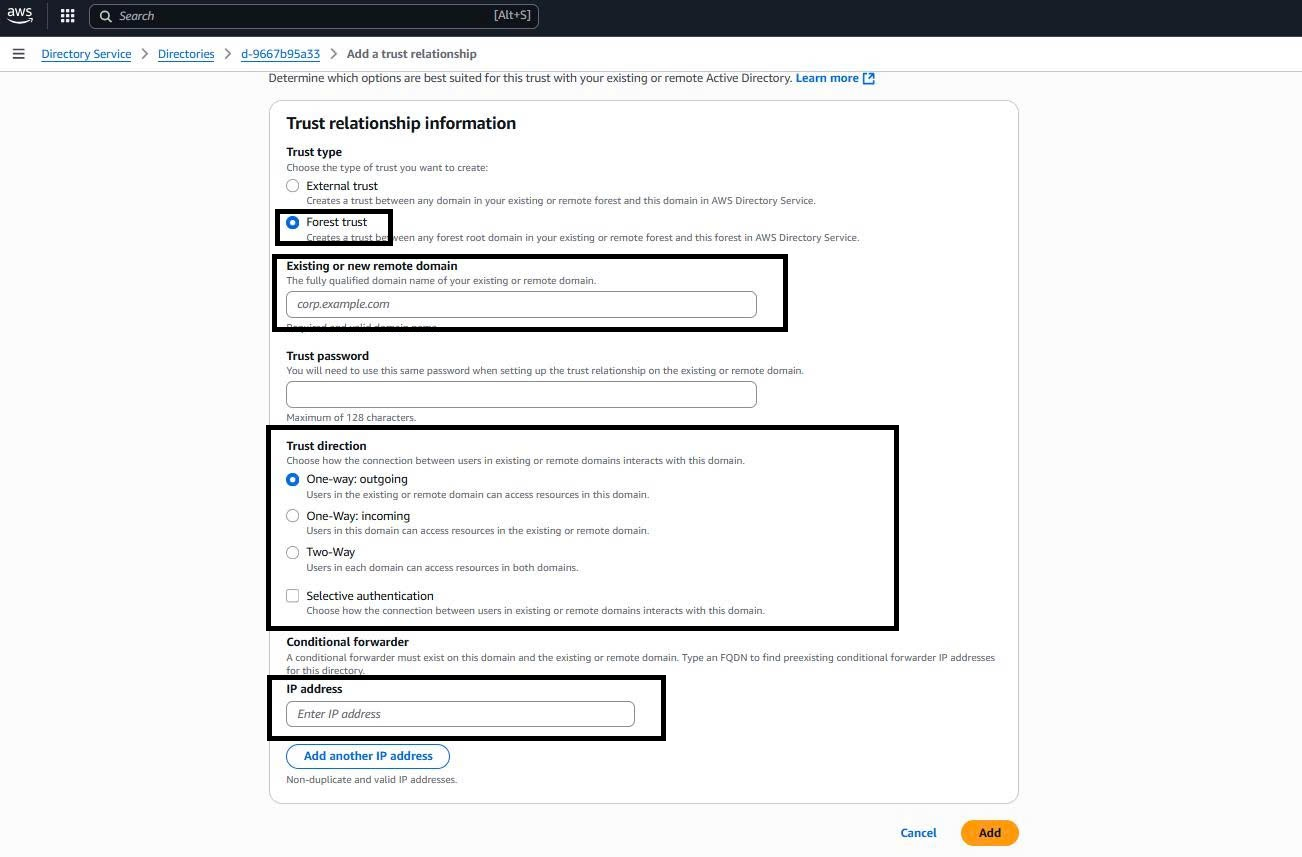 aws
Search [Alt+S]
Directory Service > Directories > d-9667b95a33 > Add a trust relationship
Determine which options are best suited for this trust with your existing or remote Active Directory. Learn more
Trust relationship information
Trust type
Choose the type of trust you want to create:
External trust
Creates a trust between any domain in your existing or remote forest and this domain in AWS Directory Service.
Forest trust
Creates a trust between any forest root domain in your existing or remote forest and this forest in AWS Directory Service.
Existing or new remote domain
The fully qualified domain name of your existing or remote domain.
corp.example.com
Required and valid domain name.
Trust password
You will need to use this same password when setting up the trust relationship on the existing or remote domain.
Maximum of 128 characters.
Trust direction
Choose how the connection between users in existing or remote domains interacts with this domain.
One-way: outgoing
Users in the existing or remote domain can access resources in this domain.
One-Way: incoming
Users in this domain can access resources in the existing or remote domain.
Two-Way
Users in each domain can access resources in both domains.
Selective authentication
Choose how the connection between users in existing or remote domains interacts with this domain.
Conditional forwarder
A conditional forwarder must exist on this domain and the existing or remote domain. Type an FQDN to find preexisting conditional forwarder IP addresses
for this directory.
IP address
Enter IP address
Add another IP address
Non-duplicate and valid IP addresses.
Cancel Add